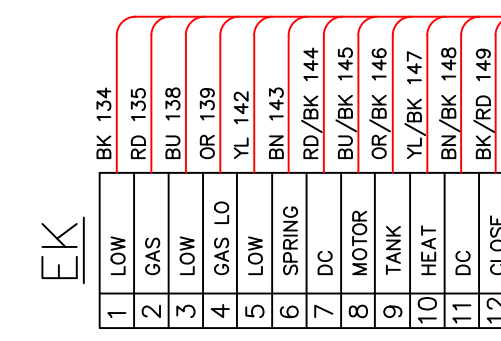 BK 134
RD 135
BU 138
OR 139
YL 142
BN 143
RD/BK 144
BU/BK 145
OR/BK 146
YL/BK 147
BN/BK 148
BK/RD 149
EK
LOW
GAS
LOW
GAS LO
LOW
SPRING
DC
MOTOR
TANK
HEAT
DC
CLOSE
1
2
3
4
5
6
7
8
9
10
11
12